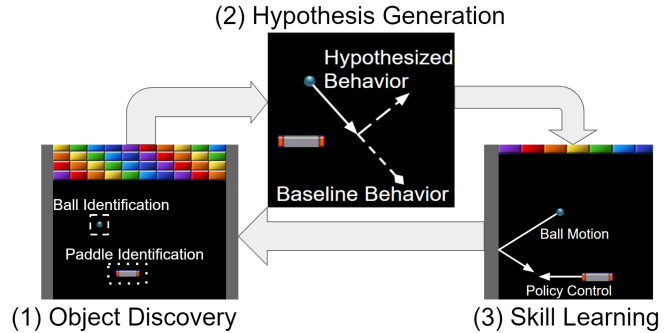 (2) Hypothesis Generation
Hypothesized
Behavior
Baseline Behavior
Ball Identification
Paddle Identification
(1) Object Discovery
Ball Motion
Policy Control
(3) Skill Learning